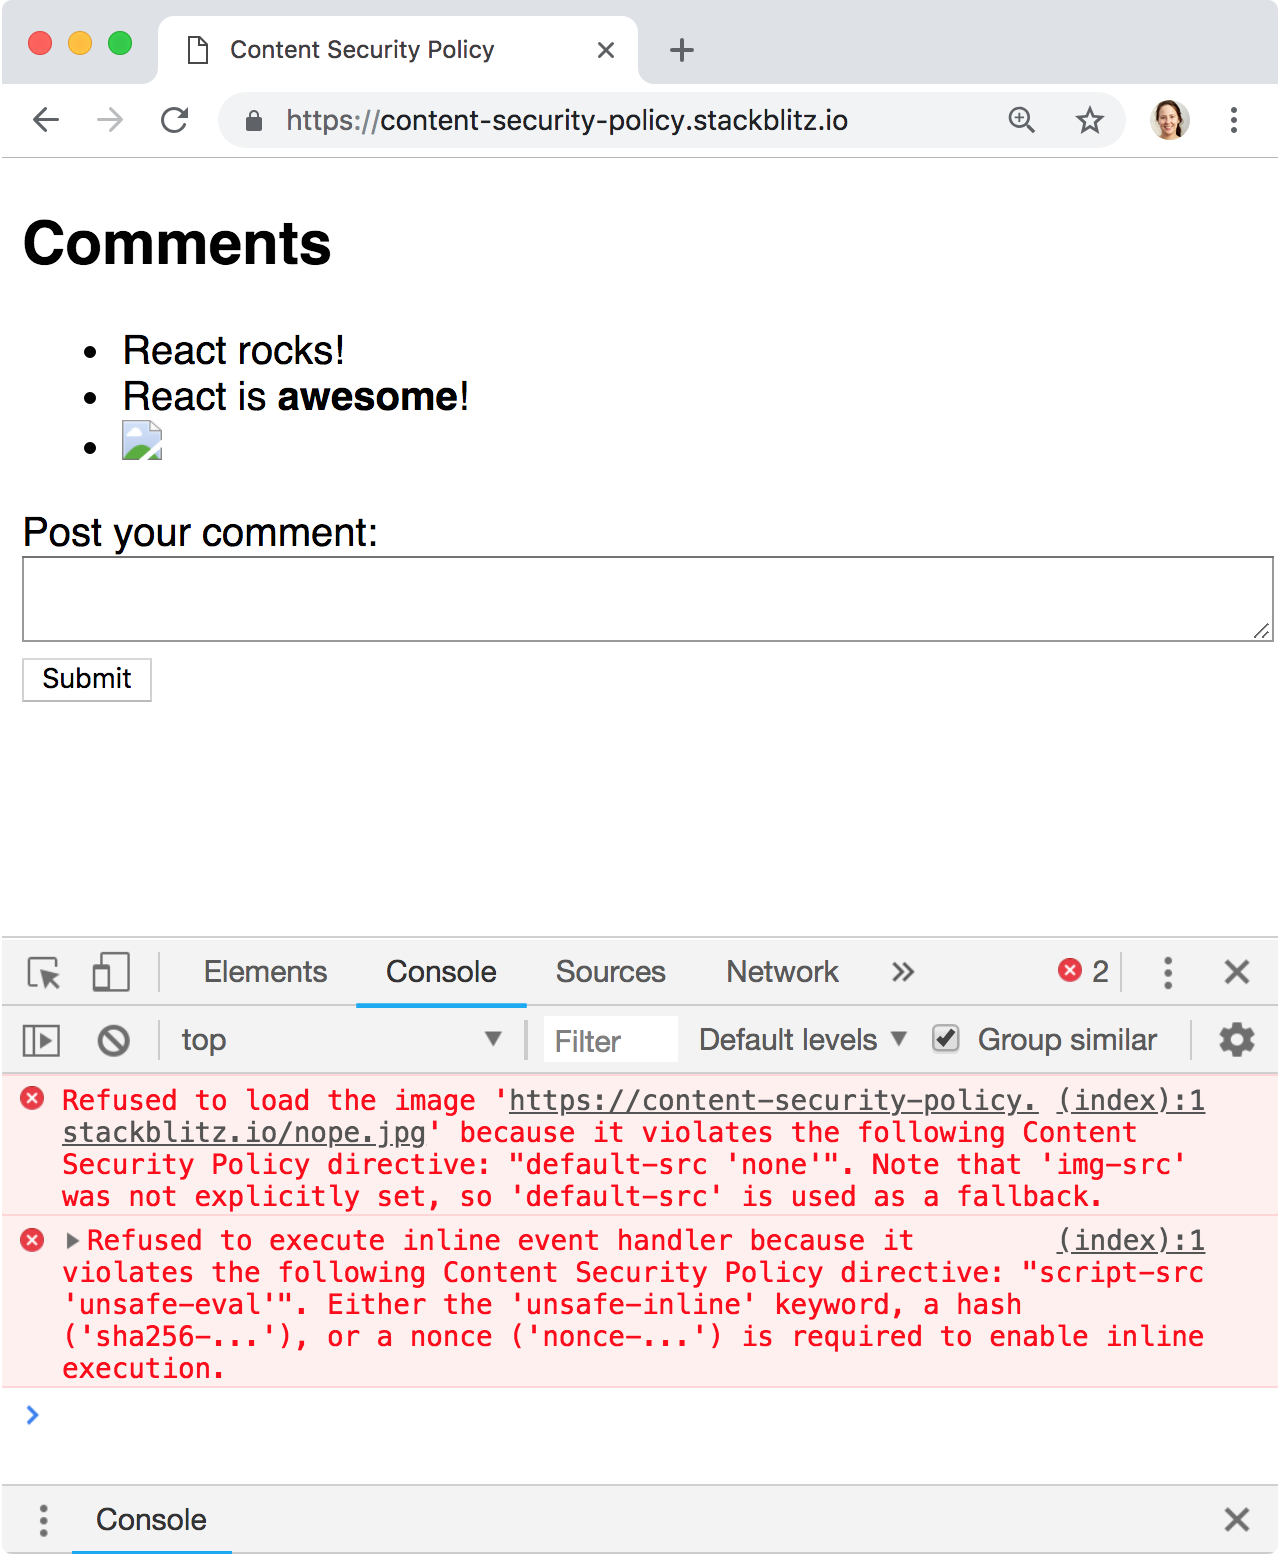 Content Security Policy
https://content-security-policy.stackblitz.io
Comments
React rocks!
React is awesome!
Post your comment:
Submit
Elements Console Sources Network 2
top Filter Default levels Group similar
Refused to load the image 'https://content-security-policy. (index):1
stackblitz.io/nope.jpg' because it violates the following Content
Security Policy directive: "default-src 'none'". Note that 'img-src'
was not explicitly set, so 'default-src' is used as a fallback.
Refused to execute inline event handler because it (index):1
violates the following Content Security Policy directive: "script-src
'unsafe-eval'". Either the 'unsafe-inline' keyword, a hash
('sha256-...'), or a nonce ('nonce-...') is required to enable inline
execution.
Console